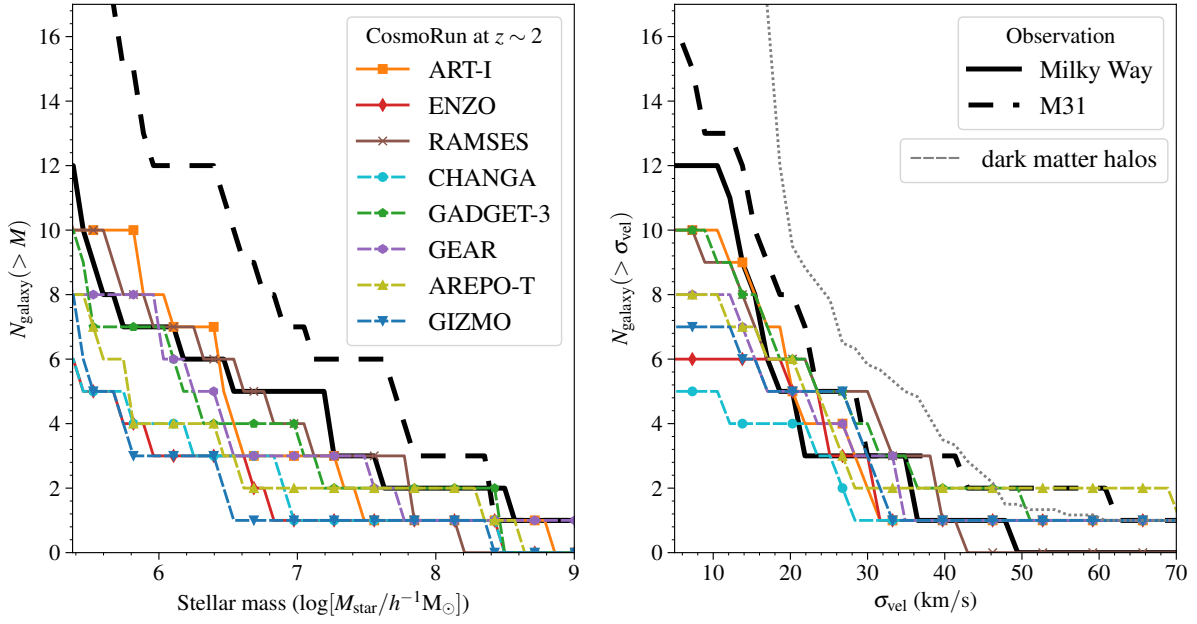 16
14
12
10
8
6
4
2
0
N_galaxy(> M)
6
7
8
9
Stellar mass (log[M_star/h^−1 M_⊙])
CosmoRun at z ∼ 2
ART-I
ENZO
RAMSES
CHANGA
GADGET-3
GEAR
AREPO-T
GIZMO
16
14
12
10
8
6
4
2
0
N_galaxy(> σ_vel)
10
20
30
40
50
60
70
σ_vel (km/s)
Observation
Milky Way
M31
dark matter halos